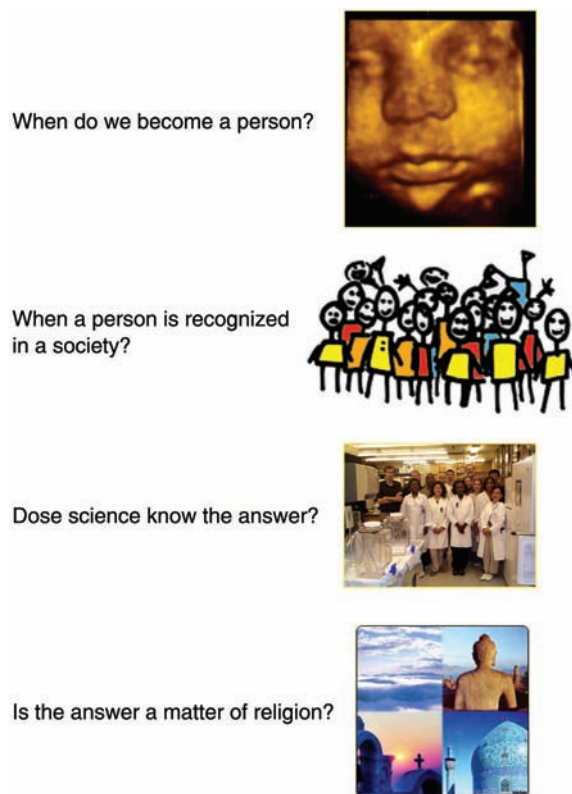 When do we become a person?
When a person is recognized
in a society?
Dose science know the answer?
Is the answer a matter of religion?